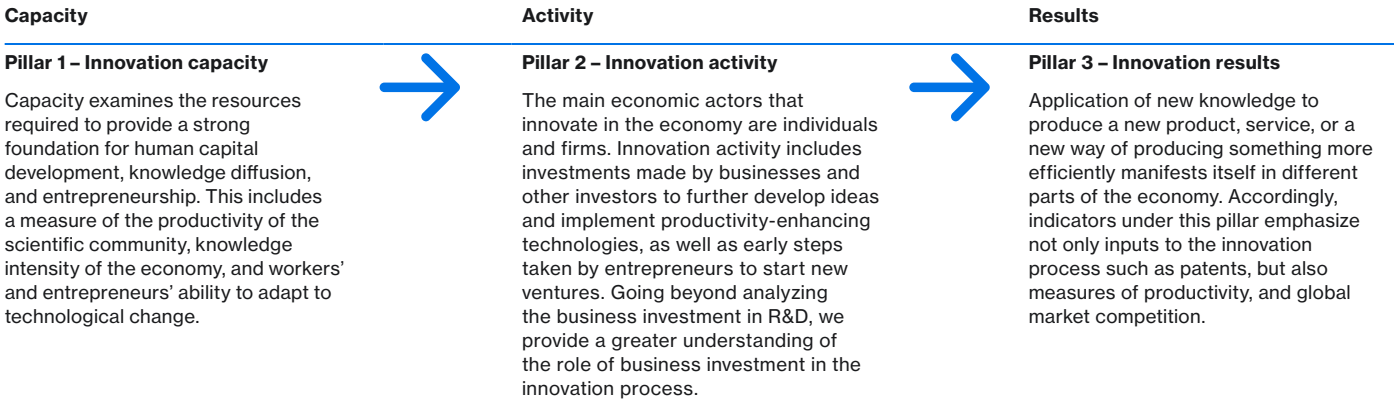 Capacity
Activity
Results
Pillar 1 – Innovation capacity
Capacity examines the resources
required to provide a strong
foundation for human capital
development, knowledge diffusion,
and entrepreneurship. This includes
a measure of the productivity of the
scientific community, knowledge
intensity of the economy, and workers’
and entrepreneurs’ ability to adapt to
technological change.
Pillar 2 – Innovation activity
The main economic actors that
innovate in the economy are individuals
and firms. Innovation activity includes
investments made by businesses and
other investors to further develop ideas
and implement productivity-enhancing
technologies, as well as early steps
taken by entrepreneurs to start new
ventures. Going beyond analyzing
the business investment in R&D, we
provide a greater understanding of
the role of business investment in the
innovation process.
Pillar 3 – Innovation results
Application of new knowledge to
produce a new product, service, or a
new way of producing something more
efficiently manifests itself in different
parts of the economy. Accordingly,
indicators under this pillar emphasize
not only inputs to the innovation
process such as patents, but also
measures of productivity, and global
market competition.